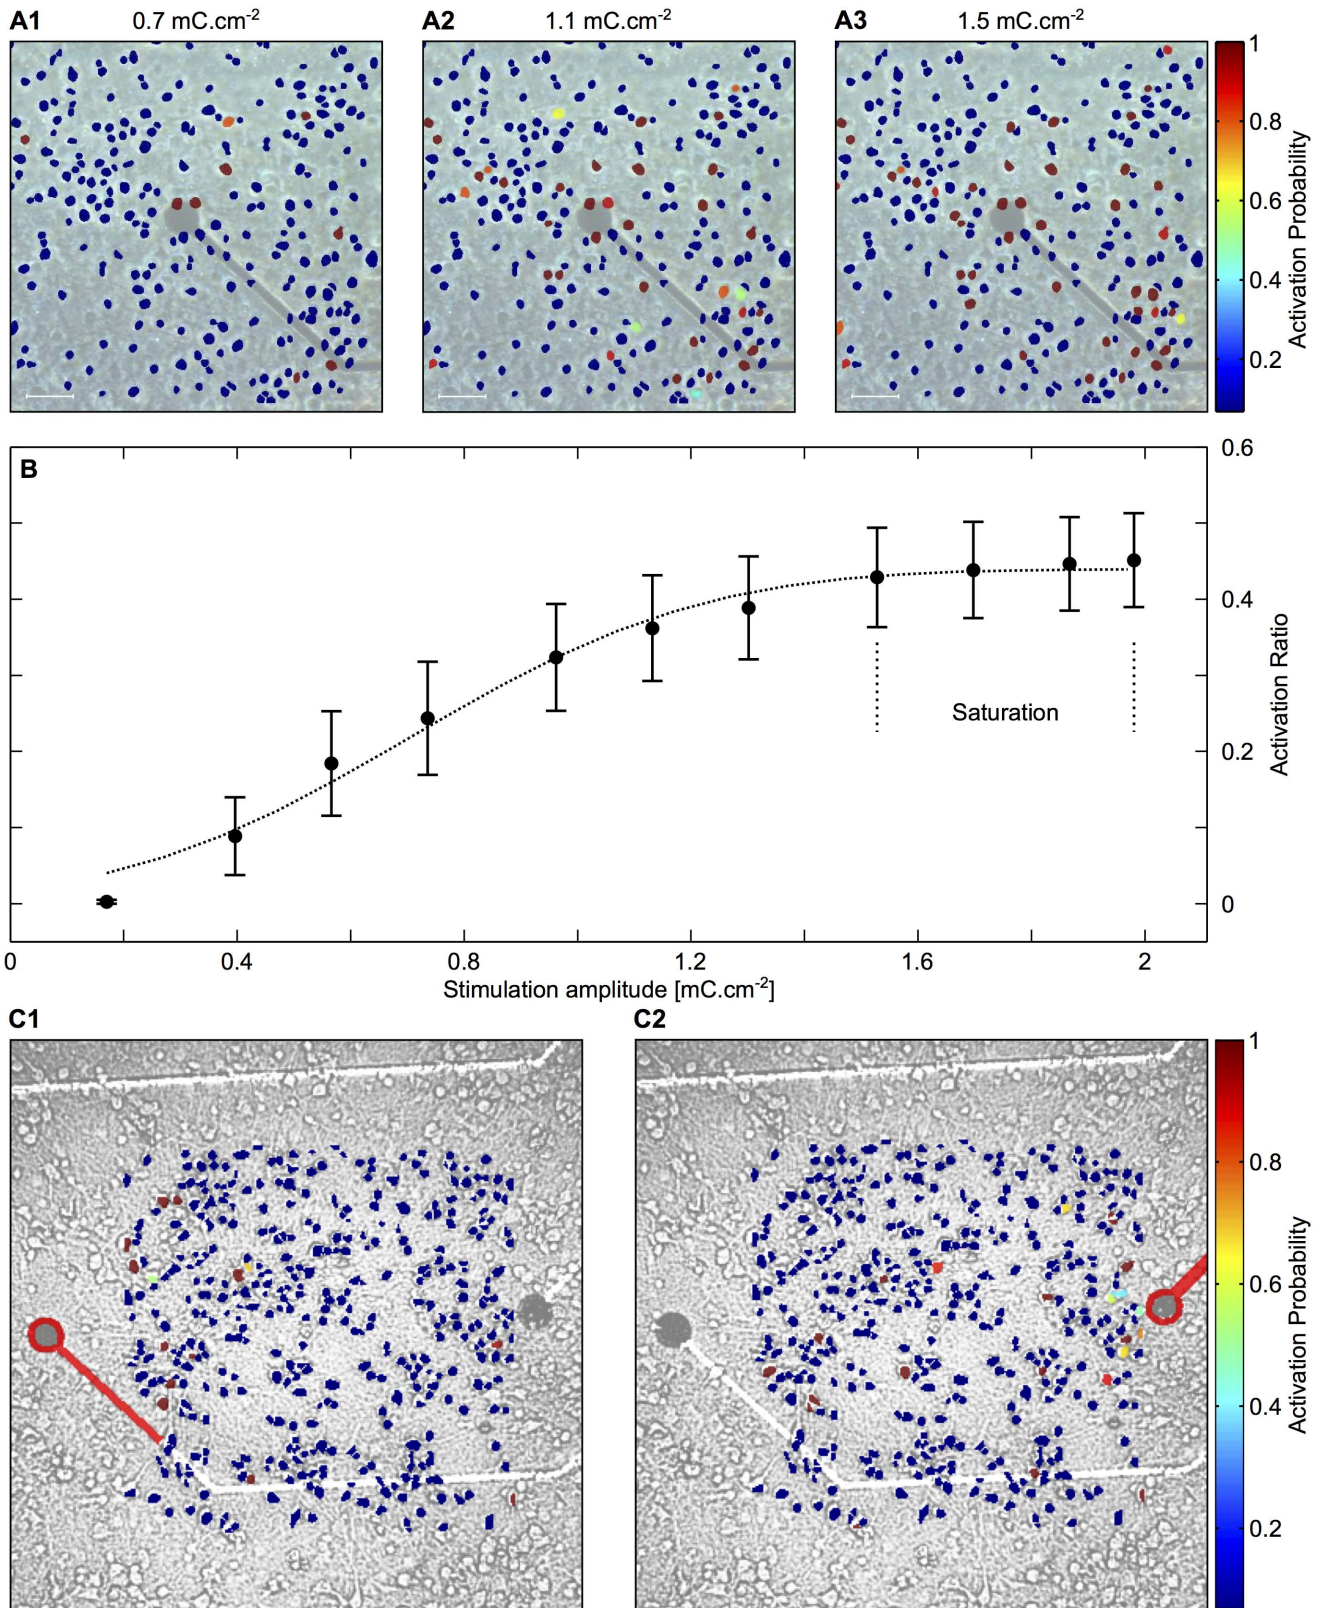 A1 0.7 mC.cm-2 A2 1.1 mC.cm-2 A3 1.5 mC.cm-2
1
0.8
0.6
0.4
0.2
Activation Probability
B
0.6
0.4
0.2
0
Activation Ratio
Saturation
0 0.4 0.8 1.2 1.6 2
Stimulation amplitude [mC.cm-2]
C1 C2
1
0.8
0.6
0.4
0.2
Activation Probability